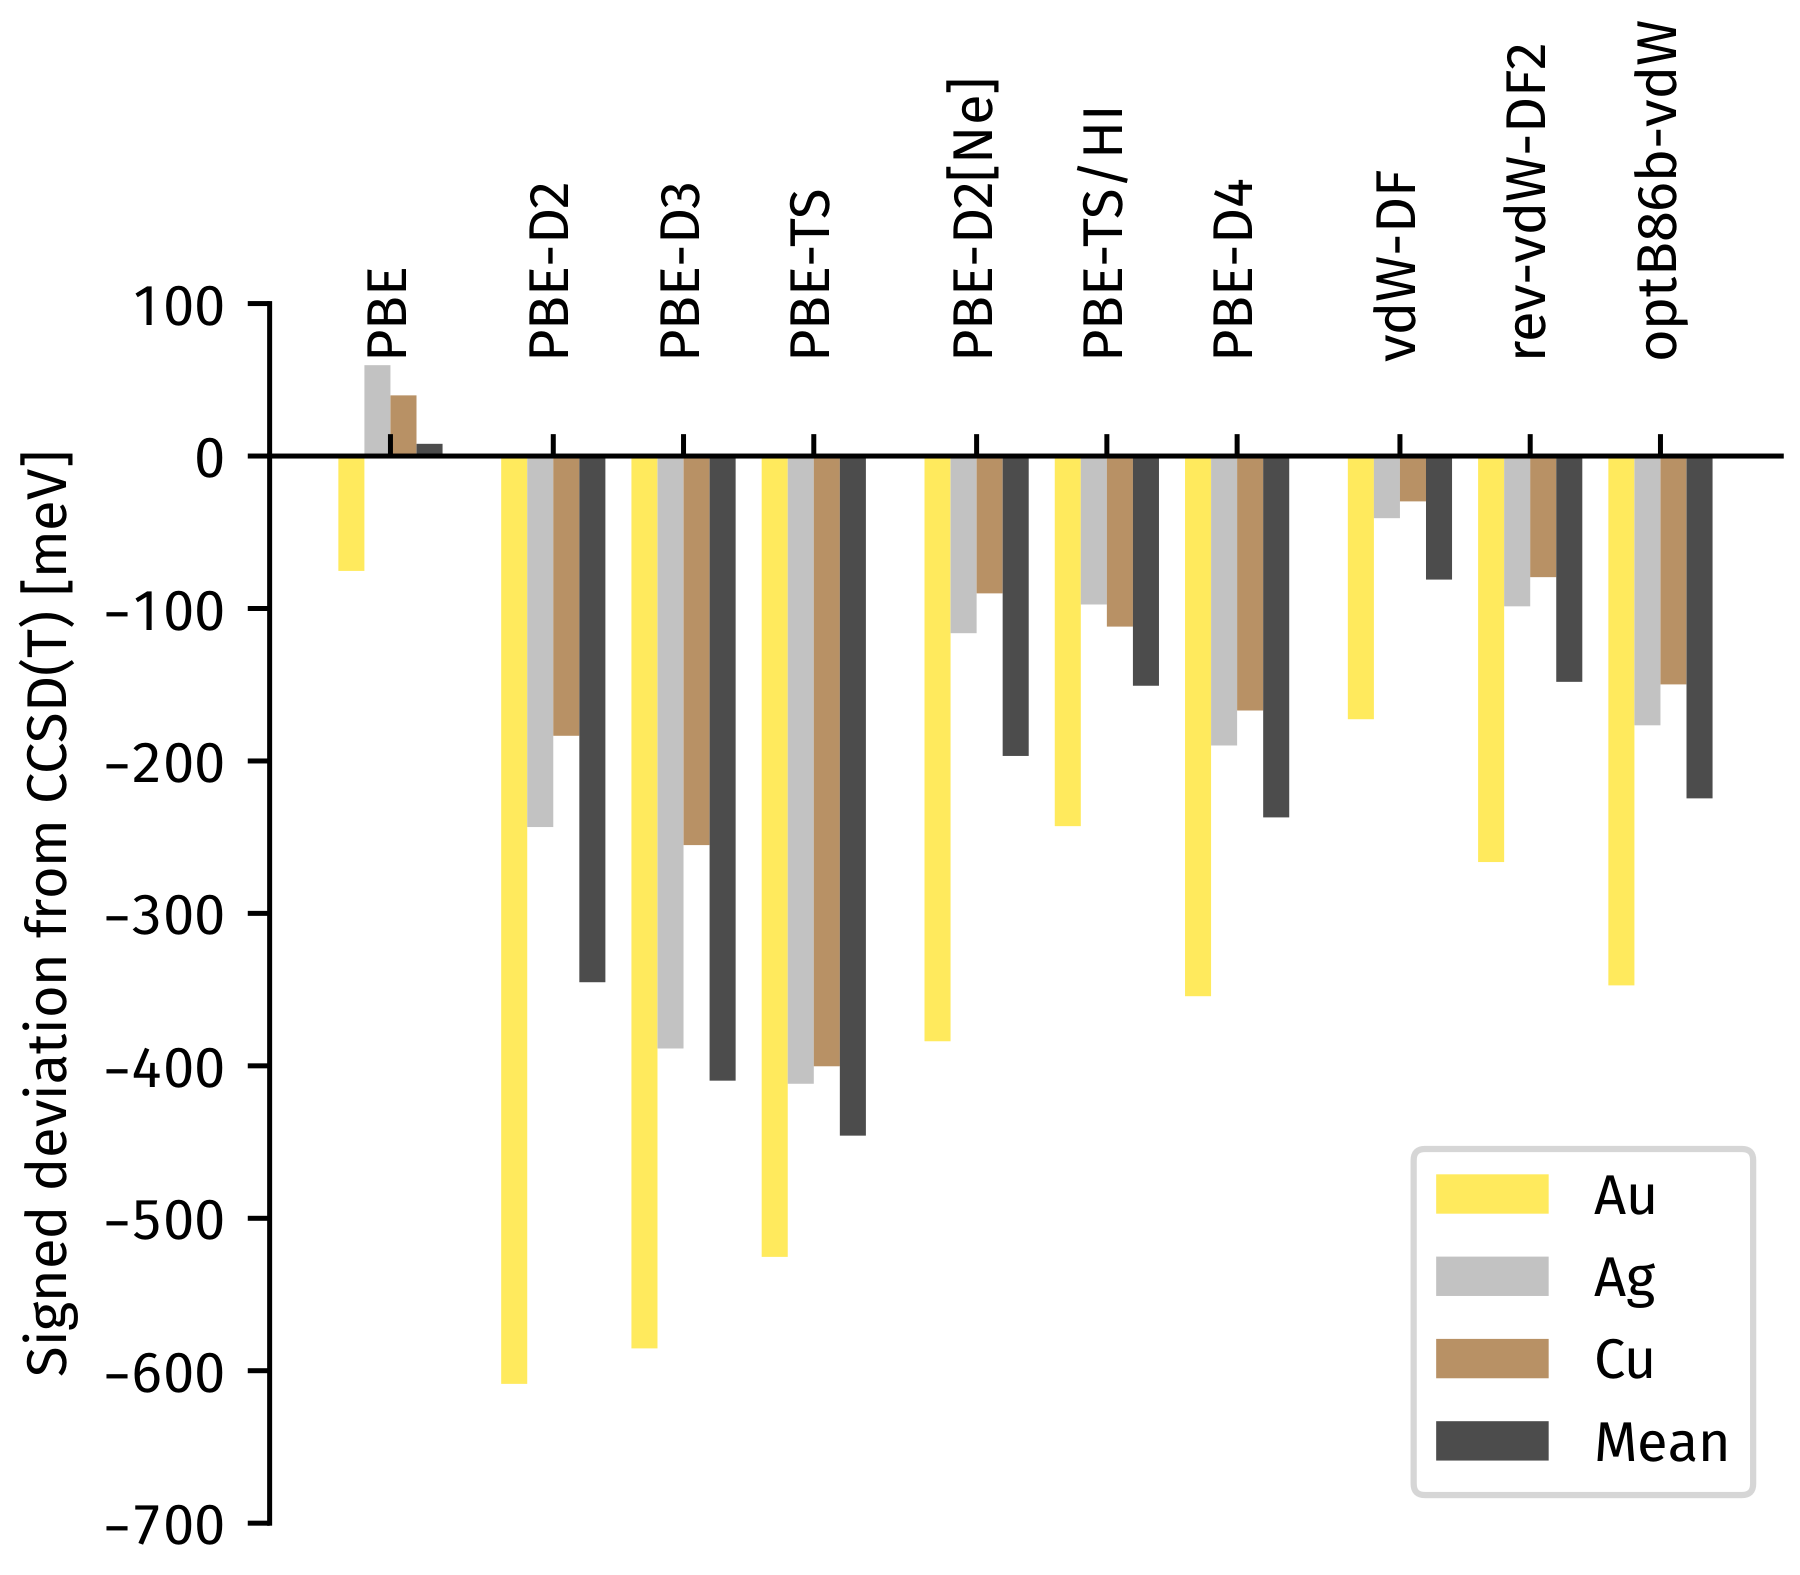 PBE
PBE-D2
PBE-D3
PBE-TS
PBE-D2[Ne]
PBE-TS/HI
PBE-D4
vdW-DF
rev-vdW-DF2
optB86b-vdW
Signed deviation from CCSD(T) [meV]
100
0
-100
-200
-300
-400
-500
-600
-700
Au
Ag
Cu
Mean